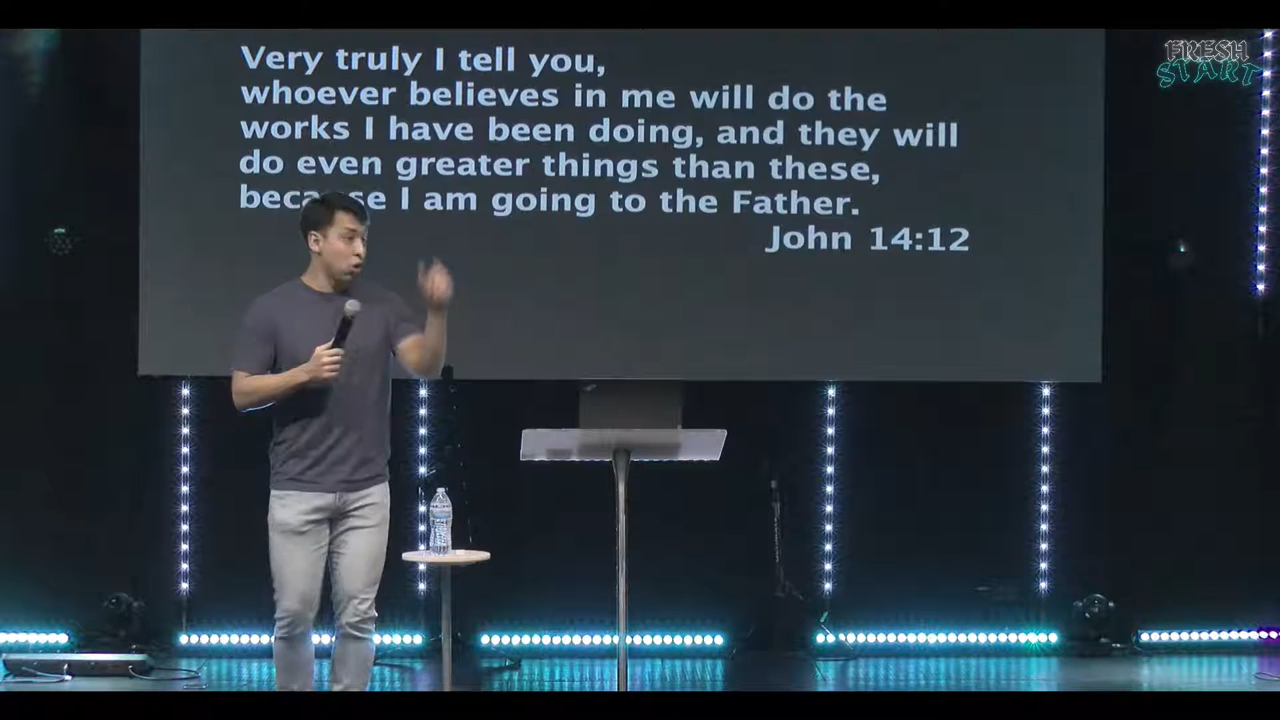 FRESH
START
Very truly I tell you,
whoever believes in me will do the
works I have been doing, and they will
do even greater things than these,
because I am going to the Father.
John 14:12